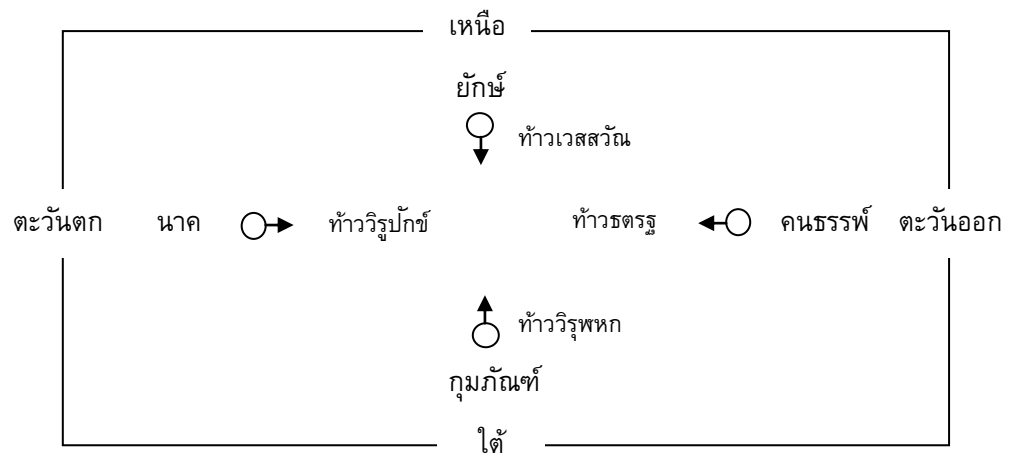 เหนือ
ยักษ์
ท้าวเวสสวัณ
ตะวันตก นาค ท้าววิรูปักข์ ท้าวธตรฐ คนธรรพ์ ตะวันออก
ท้าววิรุฬหก
กุมภัณฑ์
ใต้